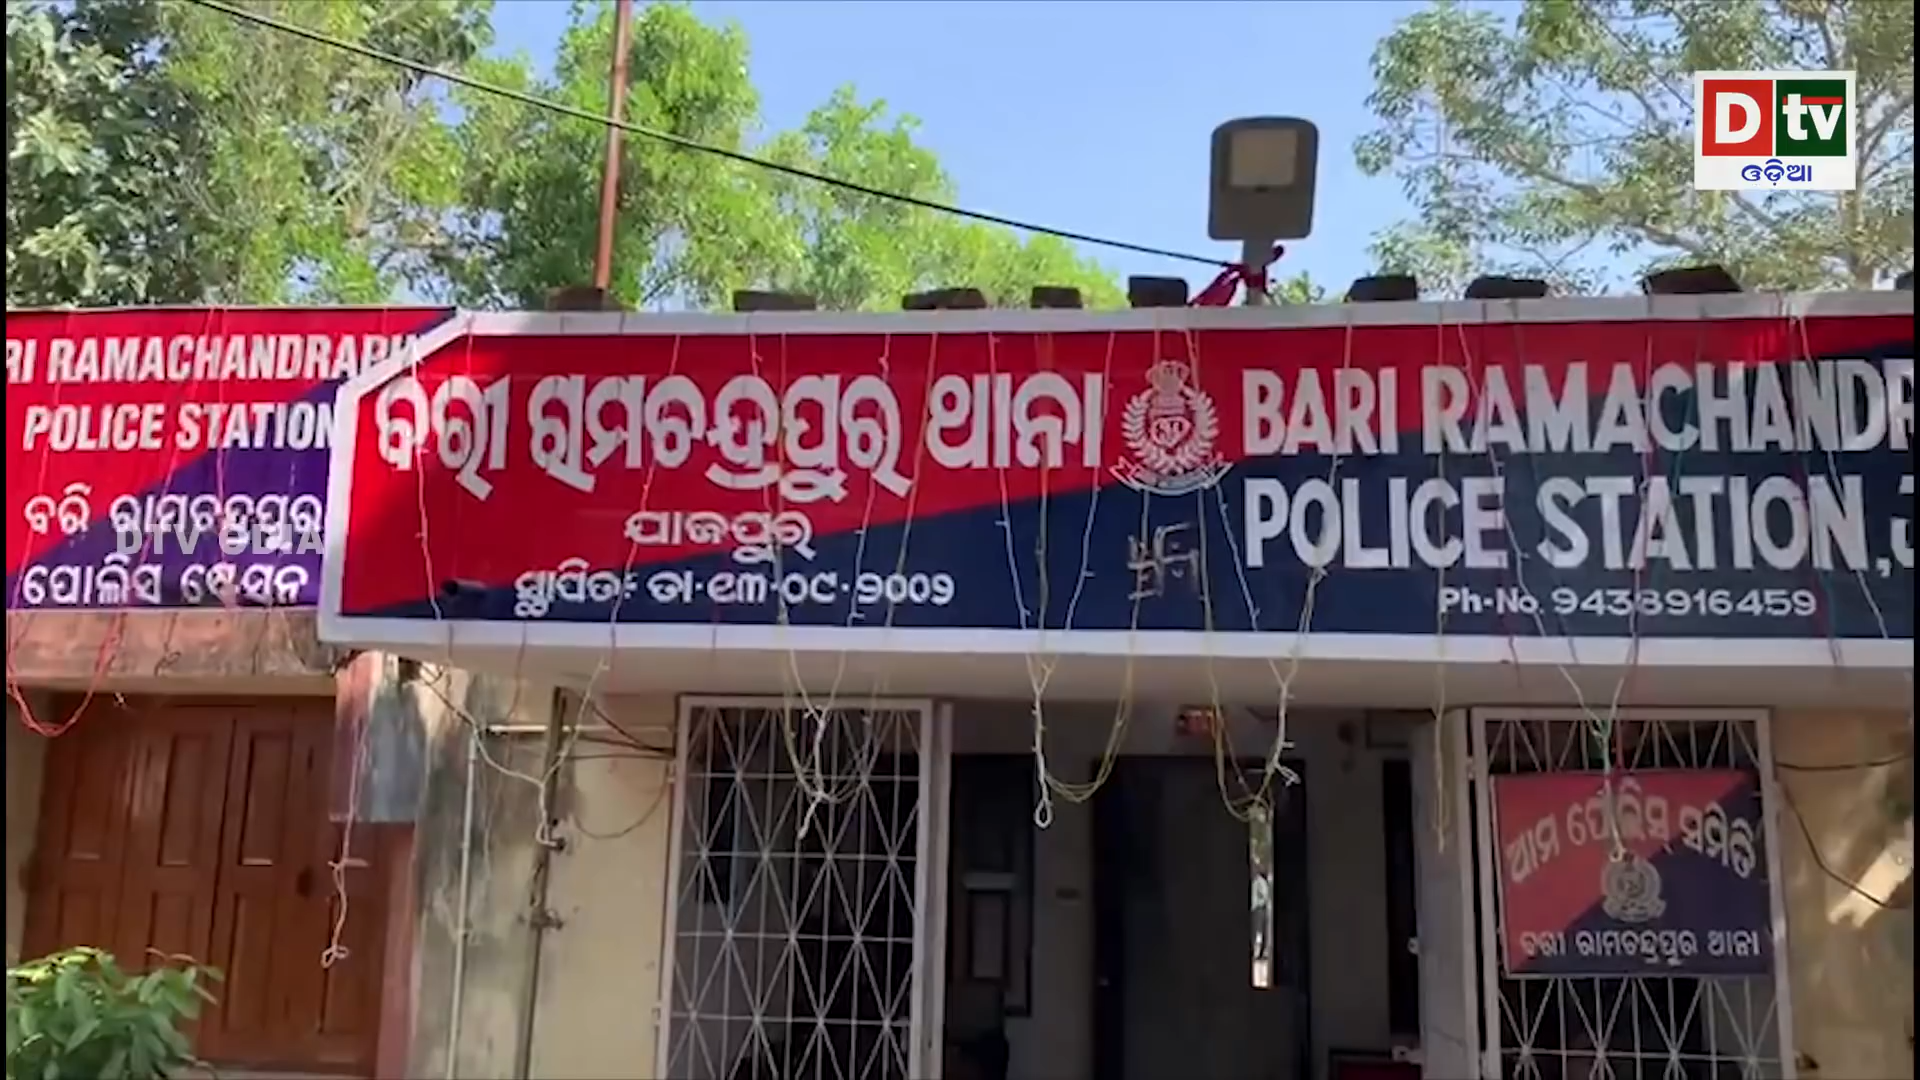 RI RAMACHANDRAPU
POLICE STATION
ବରି ରାମଚନ୍ଦ୍ରପୁର
ପୋଲିସ ଷ୍ଟେସନ
DTV ODIA
ବରୀ ରାମଚନ୍ଦ୍ରପୁର ଥାନା
ଯାଜପୁର
ସ୍ଥାପିତ- ତା-୧୩-୦୯-୨୦୦୨
BARI RAMACHANDR
POLICE STATION,
Ph-No. 9438916459
ଆମ ପୋଲିସ ସମିତି
ବରୀ ରାମଚନ୍ଦ୍ରପୁର ଥାନା
D tv
ଓଡ଼ିଆ